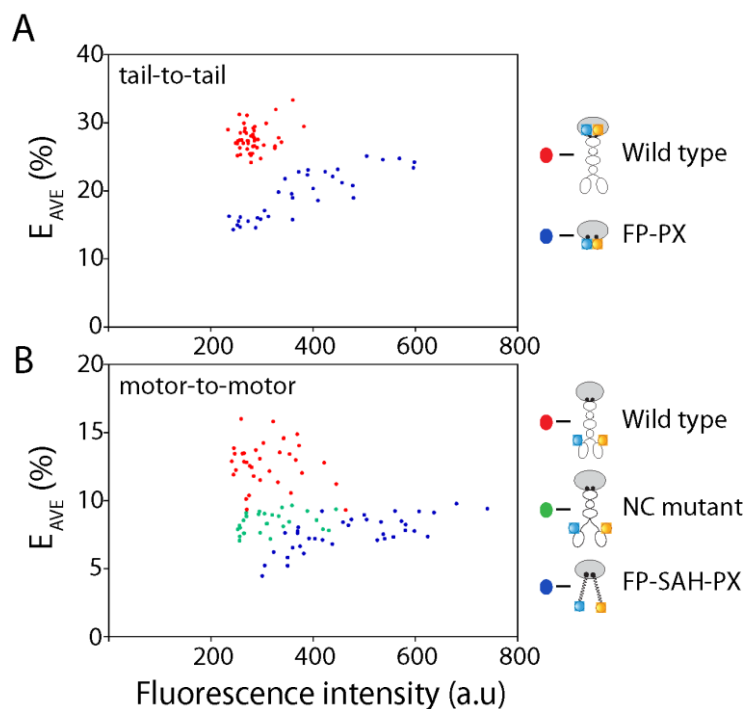 A
tail-to-tail
E_AVE (%)
40
30
20
10
0
200
400
600
800
Wild type
FP-PX
B
motor-to-motor
E_AVE (%)
20
15
10
5
0
200
400
600
800
Fluorescence intensity (a.u)
Wild type
NC mutant
FP-SAH-PX